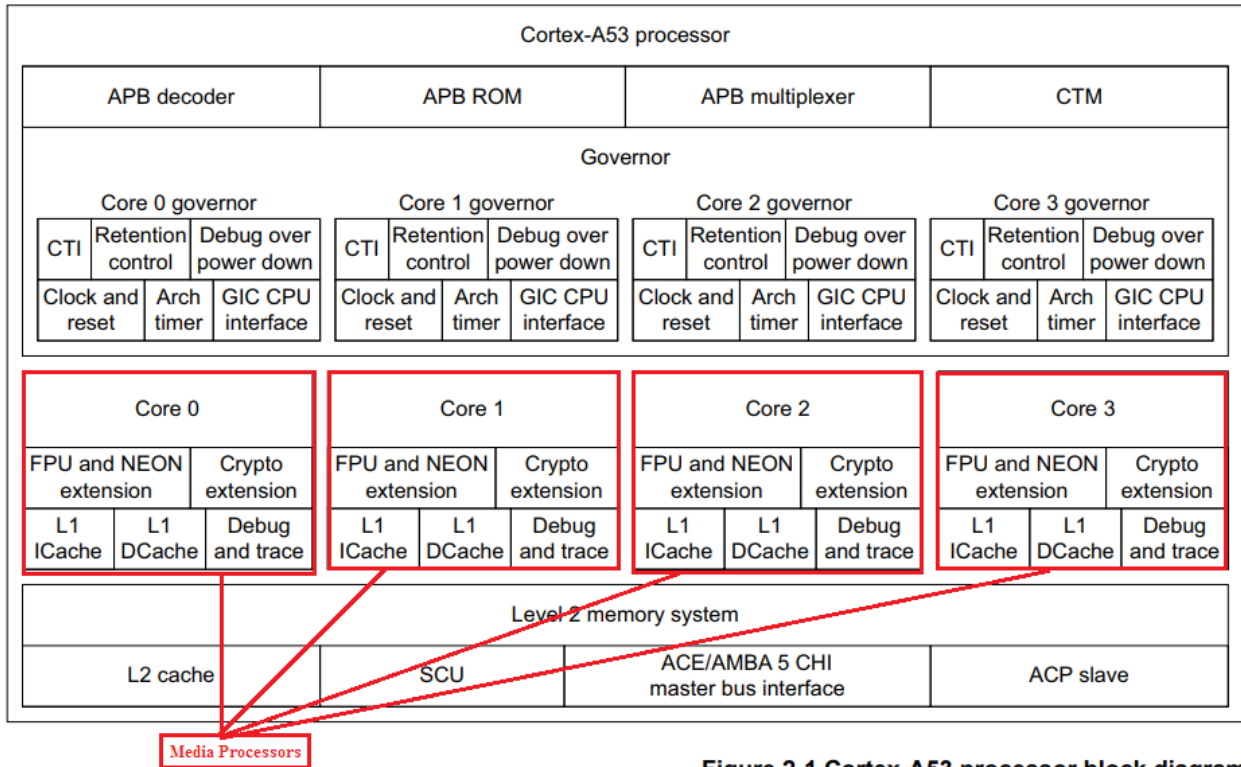 Cortex-A53 processor
APB decoder APB ROM APB multiplexer CTM
Governor
Core 0 governor Core 1 governor Core 2 governor Core 3 governor
CTI Retention control Debug over power down CTI Retention control Debug over power down CTI Retention control Debug over power down CTI Retention control Debug over power down
Clock and reset Arch timer GIC CPU interface Clock and reset Arch timer GIC CPU interface Clock and reset Arch timer GIC CPU interface Clock and reset Arch timer GIC CPU interface
Core 0 Core 1 Core 2 Core 3
FPU and NEON extension Crypto extension FPU and NEON extension Crypto extension FPU and NEON extension Crypto extension FPU and NEON extension Crypto extension
L1 ICache L1 DCache Debug and trace L1 ICache L1 DCache Debug and trace L1 ICache L1 DCache Debug and trace L1 ICache L1 DCache Debug and trace
Level 2 memory system
L2 cache SCU ACE/AMBA 5 CHI master bus interface ACP slave
Media Processors
Figure 2-1 Cortex-A53 processor block diagram